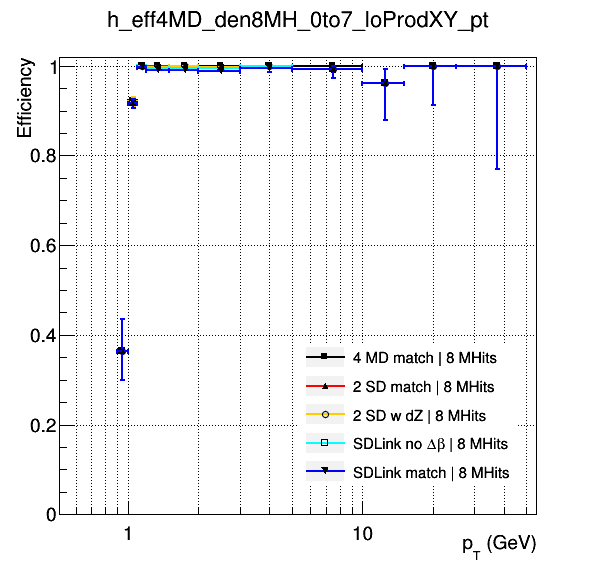 h_eff4MD_den8MH_0to7_loProdXY_pt
Efficiency
1
0.8
0.6
0.4
0.2
0
4 MD match | 8 MHits
2 SD match | 8 MHits
2 SD w dZ | 8 MHits
SDLink no Δβ | 8 MHits
SDLink match | 8 MHits
1
10
p_T (GeV)